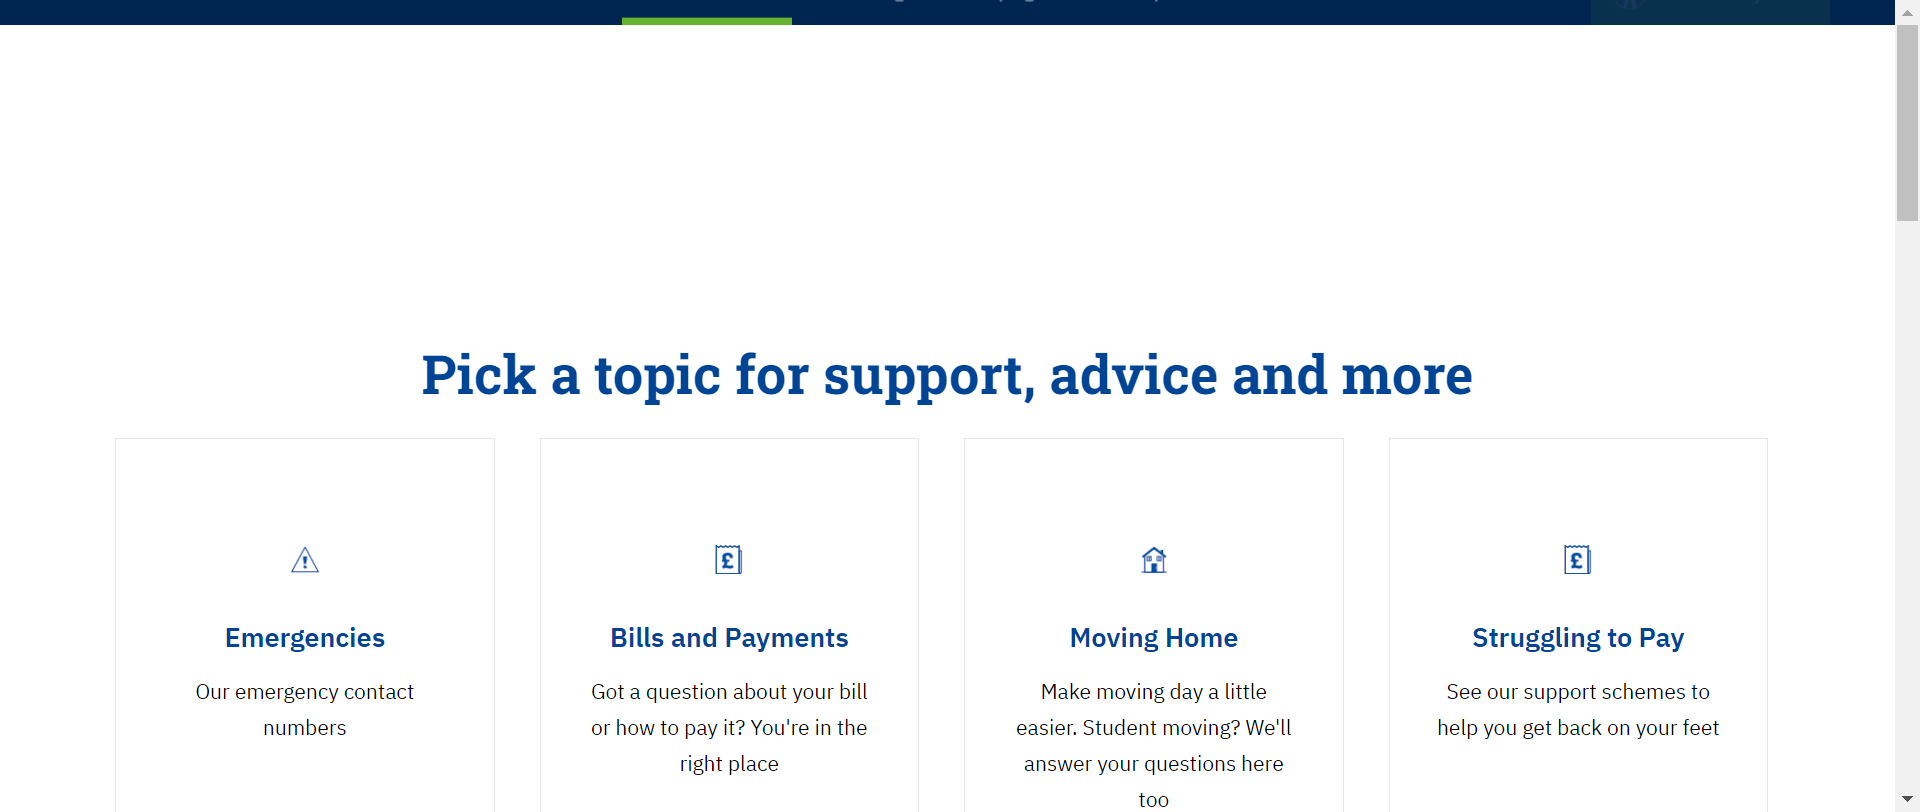 Pick a topic for support, advice and more
Emergencies
Our emergency contact
numbers
Bills and Payments
Got a question about your bill
or how to pay it? You're in the
right place
Moving Home
Make moving day a little
easier. Student moving? We'll
answer your questions here
too
Struggling to Pay
See our support schemes to
help you get back on your feet